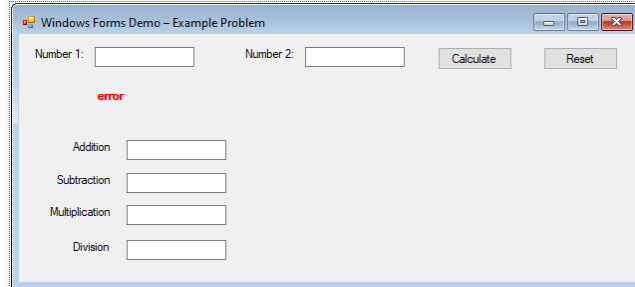 Windows Forms Demo – Example Problem
Number 1: Number 2: Calculate Reset
error
Addition
Subtraction
Multiplication
Division